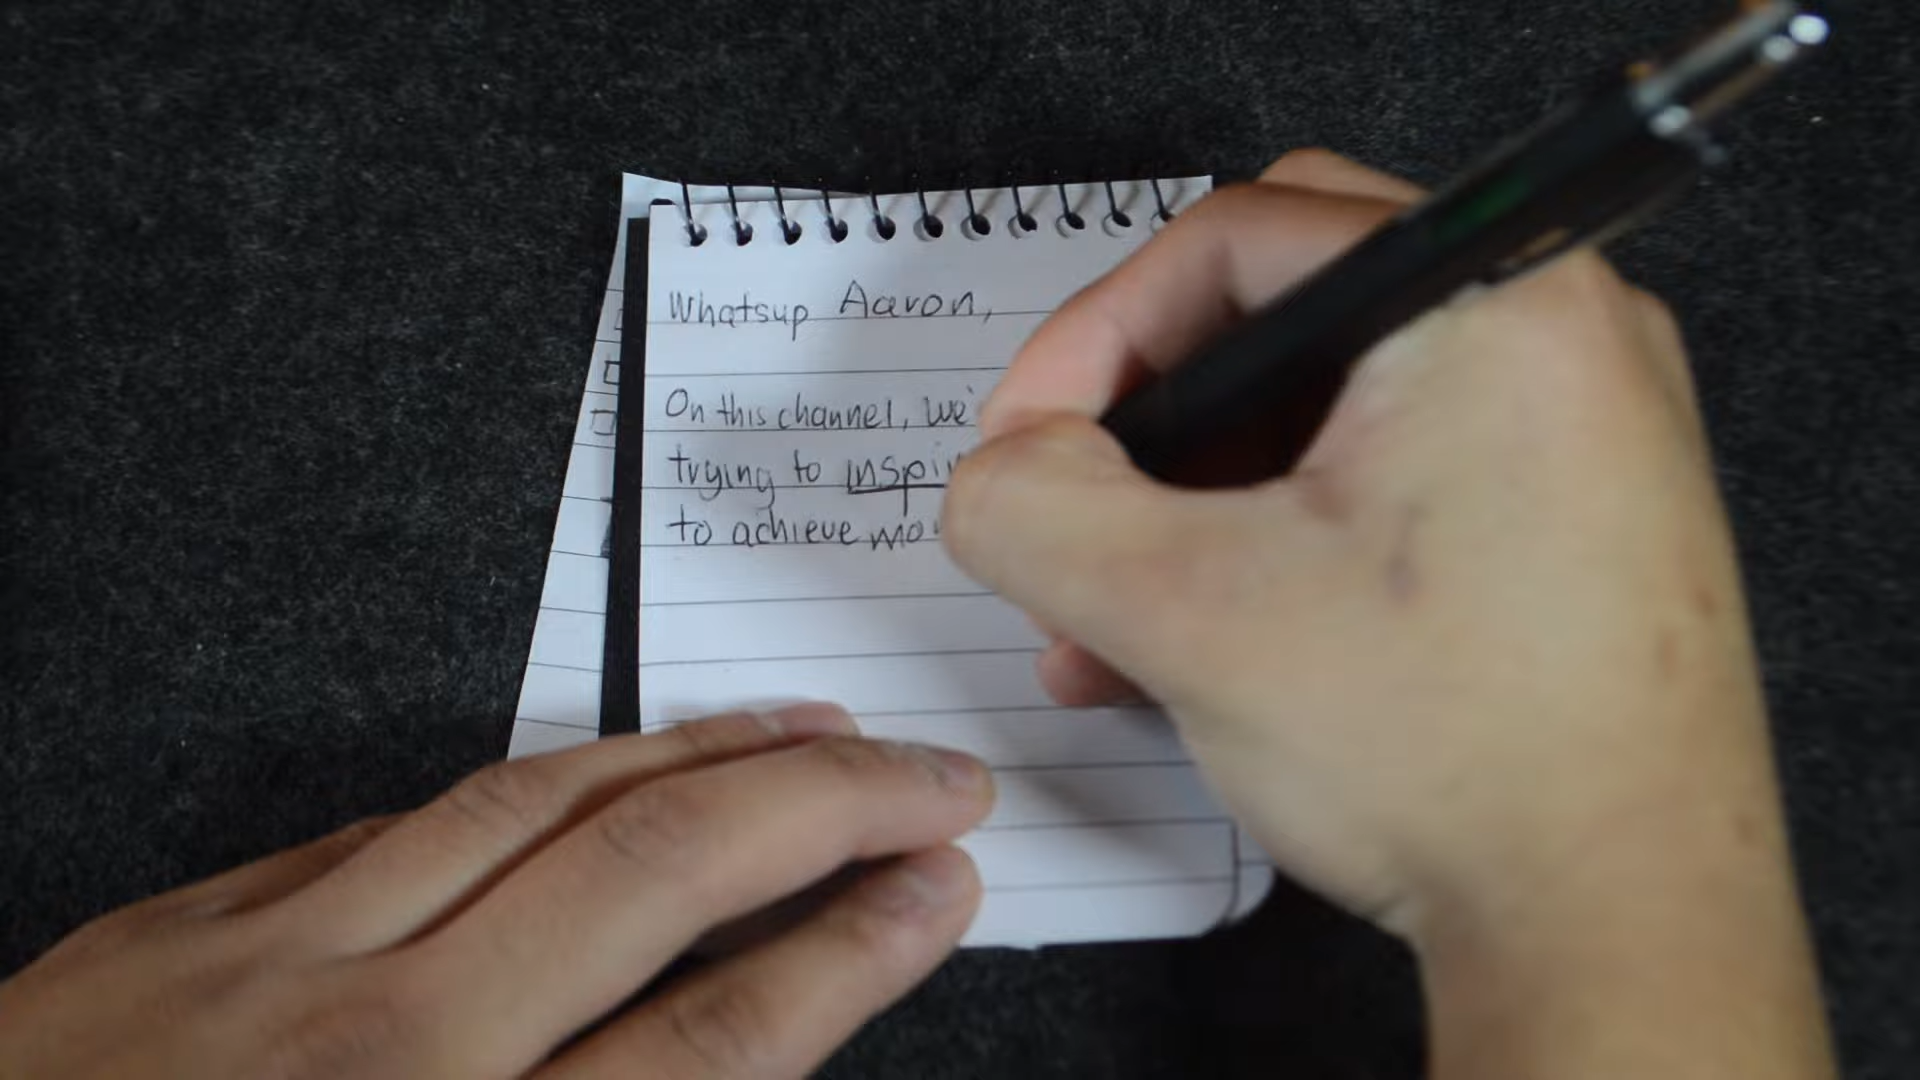 Whatsup Aaron,
On this channel, we'
trying to
to achieve